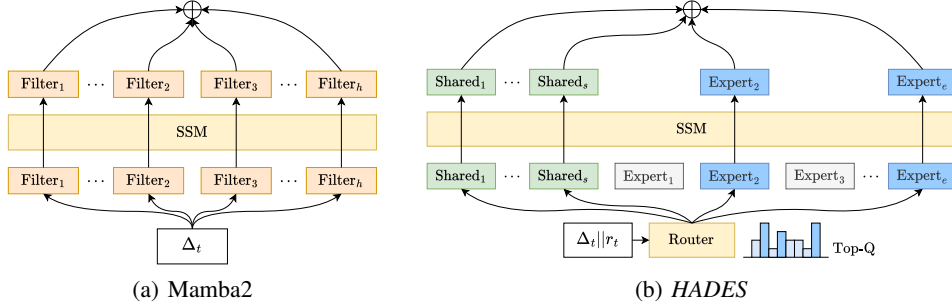 Filter₁ ⋯ Filter₂ Filter₃ ⋯ Filterₕ
SSM
Filter₁ ⋯ Filter₂ Filter₃ ⋯ Filterₕ
Δₜ
(a) Mamba2
Shared₁ ⋯ Sharedₛ Expert₂ Expertₑ
SSM
Shared₁ ⋯ Sharedₛ Expert₁ Expert₂ Expert₃ ⋯ Expertₑ
Δₜ||rₜ Router Top-Q
(b) HADES